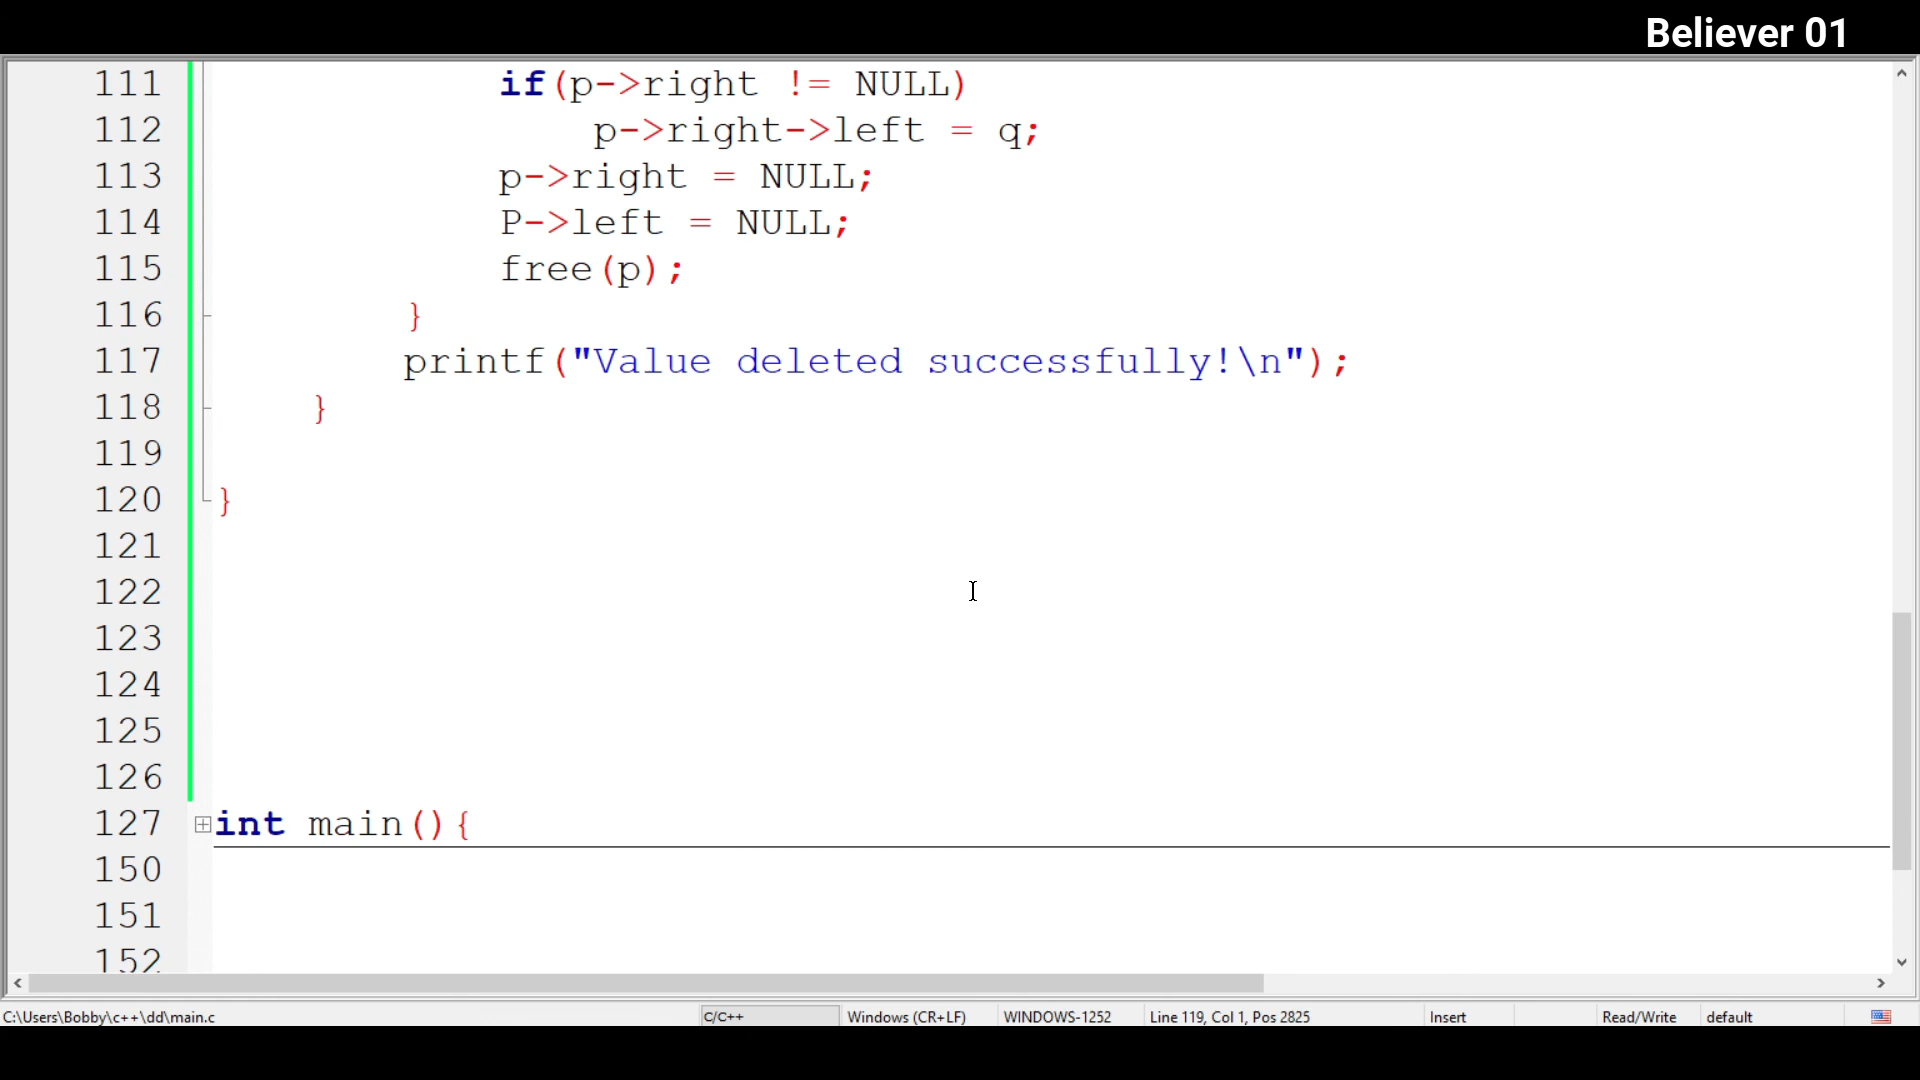 Believer 01
111 if(p->right != NULL)
112 p->right->left = q;
113 p->right = NULL;
114 P->left = NULL;
115 free(p);
116 }
117 printf("Value deleted successfully!\n");
118 }
119
120 }
121
122
123
124
125
126
127 int main(){
150
151
152
C:\Users\Bobby\c++\dd\main.c C/C++ Windows (CR+LF) WINDOWS-1252 Line 119, Col 1, Pos 2825 Insert Read/Write default